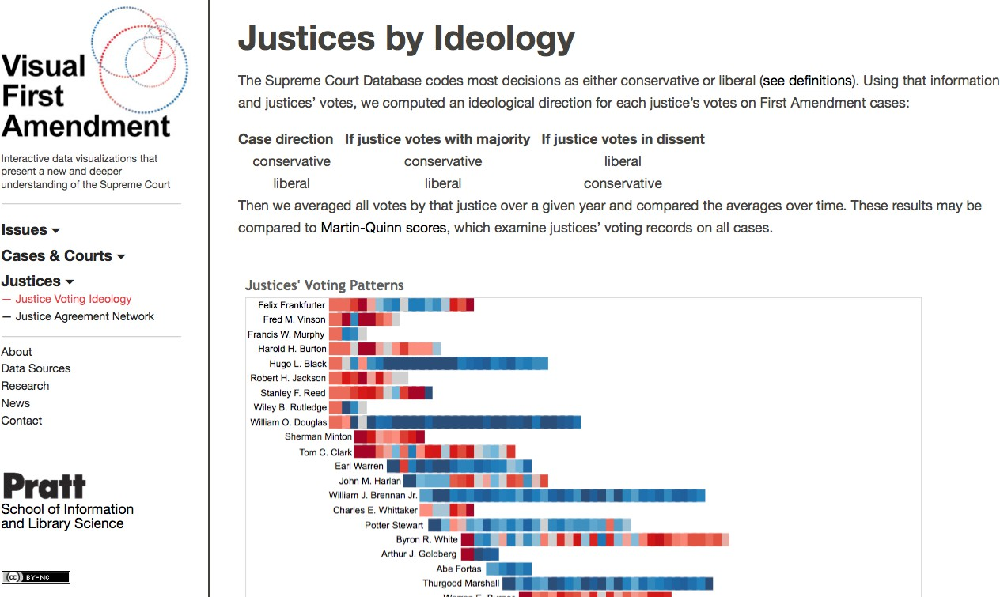 Visual
First
Amendment
Interactive data visualizations that
present a new and deeper
understanding of the Supreme Court
Issues
Cases & Courts
Justices
— Justice Voting Ideology
— Justice Agreement Network
About
Data Sources
Research
News
Contact
Pratt
School of Information
and Library Science
(cc) BY-NC
Justices by Ideology
The Supreme Court Database codes most decisions as either conservative or liberal (see definitions). Using that information
and justices’ votes, we computed an ideological direction for each justice’s votes on First Amendment cases:
Case direction If justice votes with majority If justice votes in dissent
conservative conservative liberal
liberal liberal conservative
Then we averaged all votes by that justice over a given year and compared the averages over time. These results may be
compared to Martin-Quinn scores, which examine justices’ voting records on all cases.
Justices' Voting Patterns
Felix Frankfurter
Fred M. Vinson
Francis W. Murphy
Harold H. Burton
Hugo L. Black
Robert H. Jackson
Stanley F. Reed
Wiley B. Rutledge
William O. Douglas
Sherman Minton
Tom C. Clark
Earl Warren
John M. Harlan
William J. Brennan Jr.
Charles E. Whittaker
Potter Stewart
Byron R. White
Arthur J. Goldberg
Abe Fortas
Thurgood Marshall